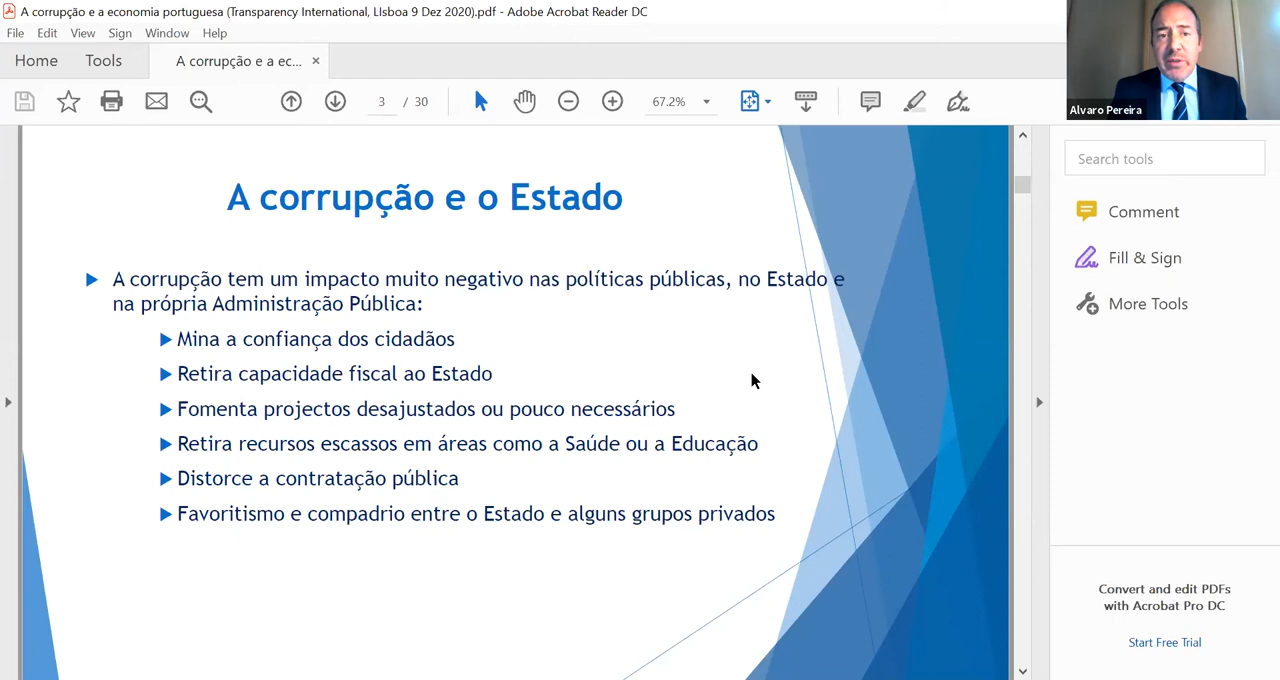 A corrupção e a economia portuguesa (Transparency International, LIsboa 9 Dez 2020).pdf - Adobe Acrobat Reader DC
File Edit View Sign Window Help
Home Tools A corrupção e a ec... ×
3 / 30 67.2%
Alvaro Pereira
Search tools
Comment
Fill & Sign
More Tools
Convert and edit PDFs
with Acrobat Pro DC
Start Free Trial
A corrupção e o Estado
A corrupção tem um impacto muito negativo nas políticas públicas, no Estado e
na própria Administração Pública:
Mina a confiança dos cidadãos
Retira capacidade fiscal ao Estado
Fomenta projectos desajustados ou pouco necessários
Retira recursos escassos em áreas como a Saúde ou a Educação
Distorce a contratação pública
Favoritismo e compadrio entre o Estado e alguns grupos privados